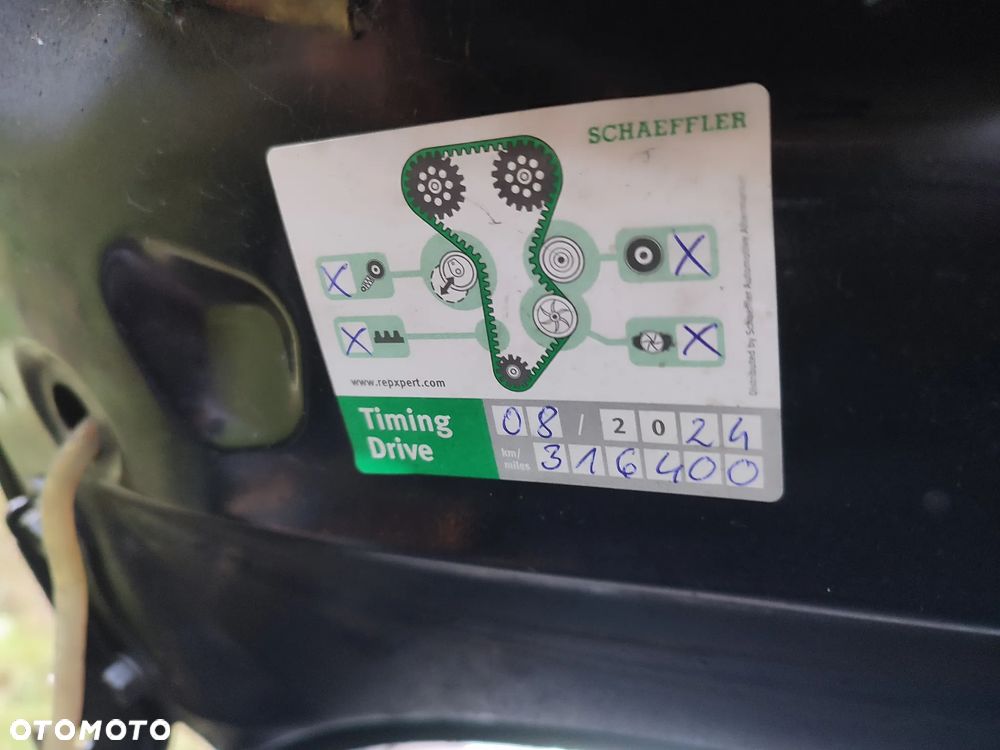 SCHAEFFLER
X
X
X
X
Distributed by Schaeffler Automotive Aftermarket
www.repxpert.com
Timing
Drive
08 / 2024
km/
miles 316400
OTOMOTO